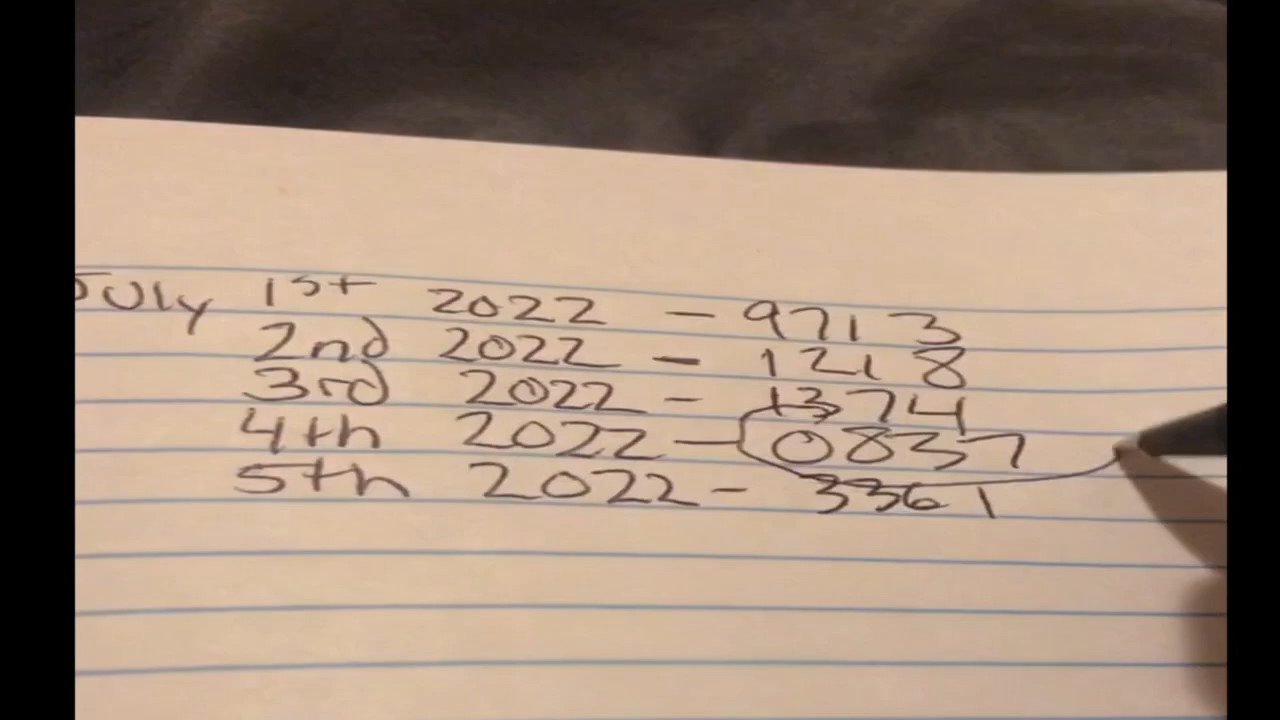 July 1st 2022 - 9713
2nd 2022 - 1218
3rd 2022 - 1374
4th 2022 - 0837
5th 2022 - 3361